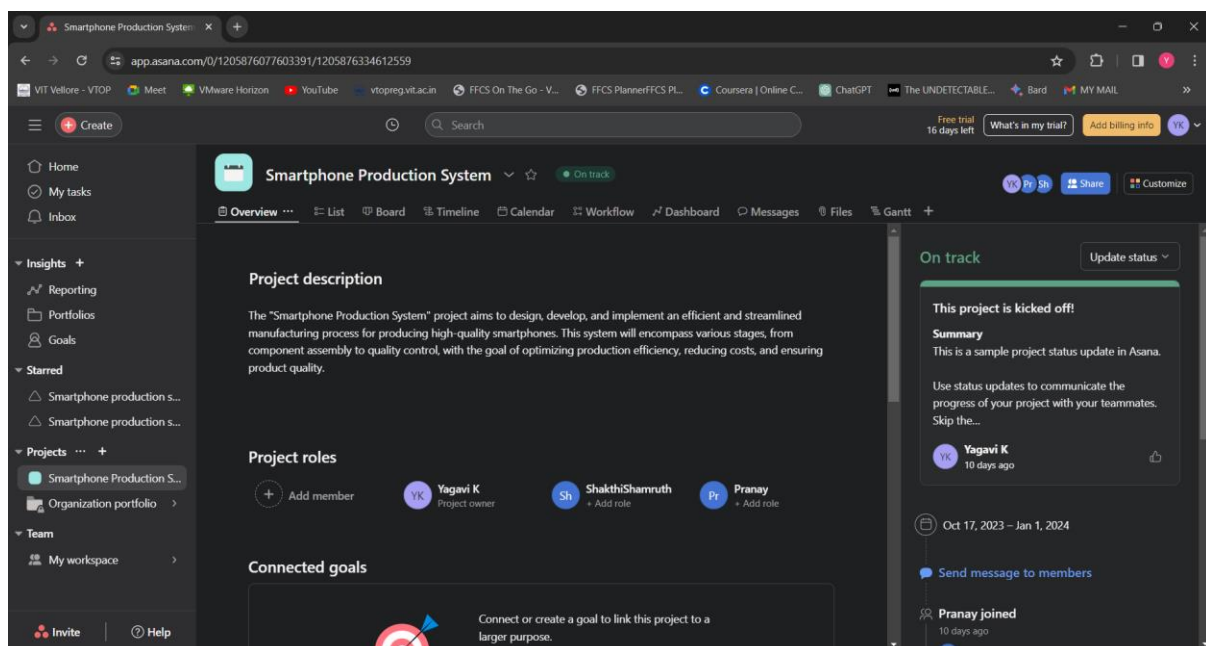 Smartphone Production System
app.asana.com/0/1205876077603391/1205876334612559
VIT Vellore - VTOP Meet VMware Horizon YouTube vtopreg.vit.ac.in FFCS On The Go - V... FFCS PlannerFFCS Pl... Coursera | Online C... ChatGPT The UNDETECTABLE... Bard MY MAIL »
Create
Search
Free trial
16 days left
What's in my trial?
Add billing info
YK
Home
My tasks
Inbox
Insights +
Reporting
Portfolios
Goals
Starred
Smartphone production s...
Smartphone production s...
Projects ... +
Smartphone Production S...
Organization portfolio
Team
My workspace
Invite
Help
Smartphone Production System
On track
YK Pr Sh
Share
Customize
Overview ... List Board Timeline Calendar Workflow Dashboard Messages Files Gantt +
Project description
The "Smartphone Production System" project aims to design, develop, and implement an efficient and streamlined
manufacturing process for producing high-quality smartphones. This system will encompass various stages, from
component assembly to quality control, with the goal of optimizing production efficiency, reducing costs, and ensuring
product quality.
Project roles
+ Add member
YK Yagavi K
Project owner
Sh ShakthiShamruth
+ Add role
Pr Pranay
+ Add role
Connected goals
Connect or create a goal to link this project to a
larger purpose.
On track
Update status
This project is kicked off!
Summary
This is a sample project status update in Asana.
Use status updates to communicate the
progress of your project with your teammates.
Skip the...
YK Yagavi K
10 days ago
Oct 17, 2023 – Jan 1, 2024
Send message to members
Pranay joined
10 days ago